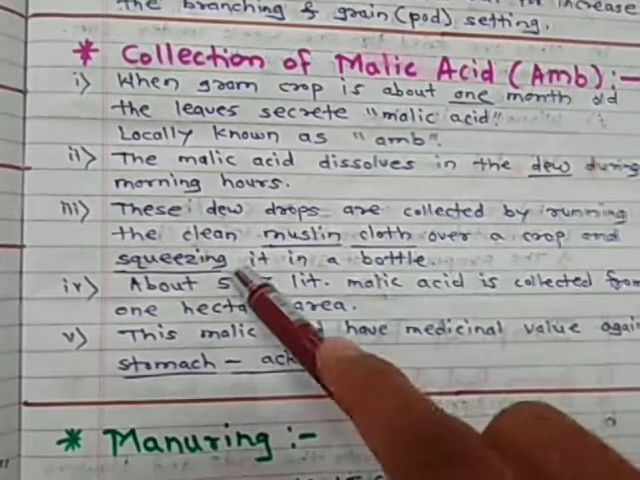 the branching & grain (pod) setting.
increase
* Collection of Malic Acid (Amb) :-
i) When gram crop is about one month old
the leaves secrete "malic acid".
Locally known as "amb".
ii) The malic acid dissolves in the dew during
morning hours.
iii) These dew drops are collected by running
the clean muslin cloth over a crop and
squeezing it in a bottle.
iv) About 5 lit. malic acid is collected from
one area.
v) This malic have medicinal value
stomach -
* Manuring :-